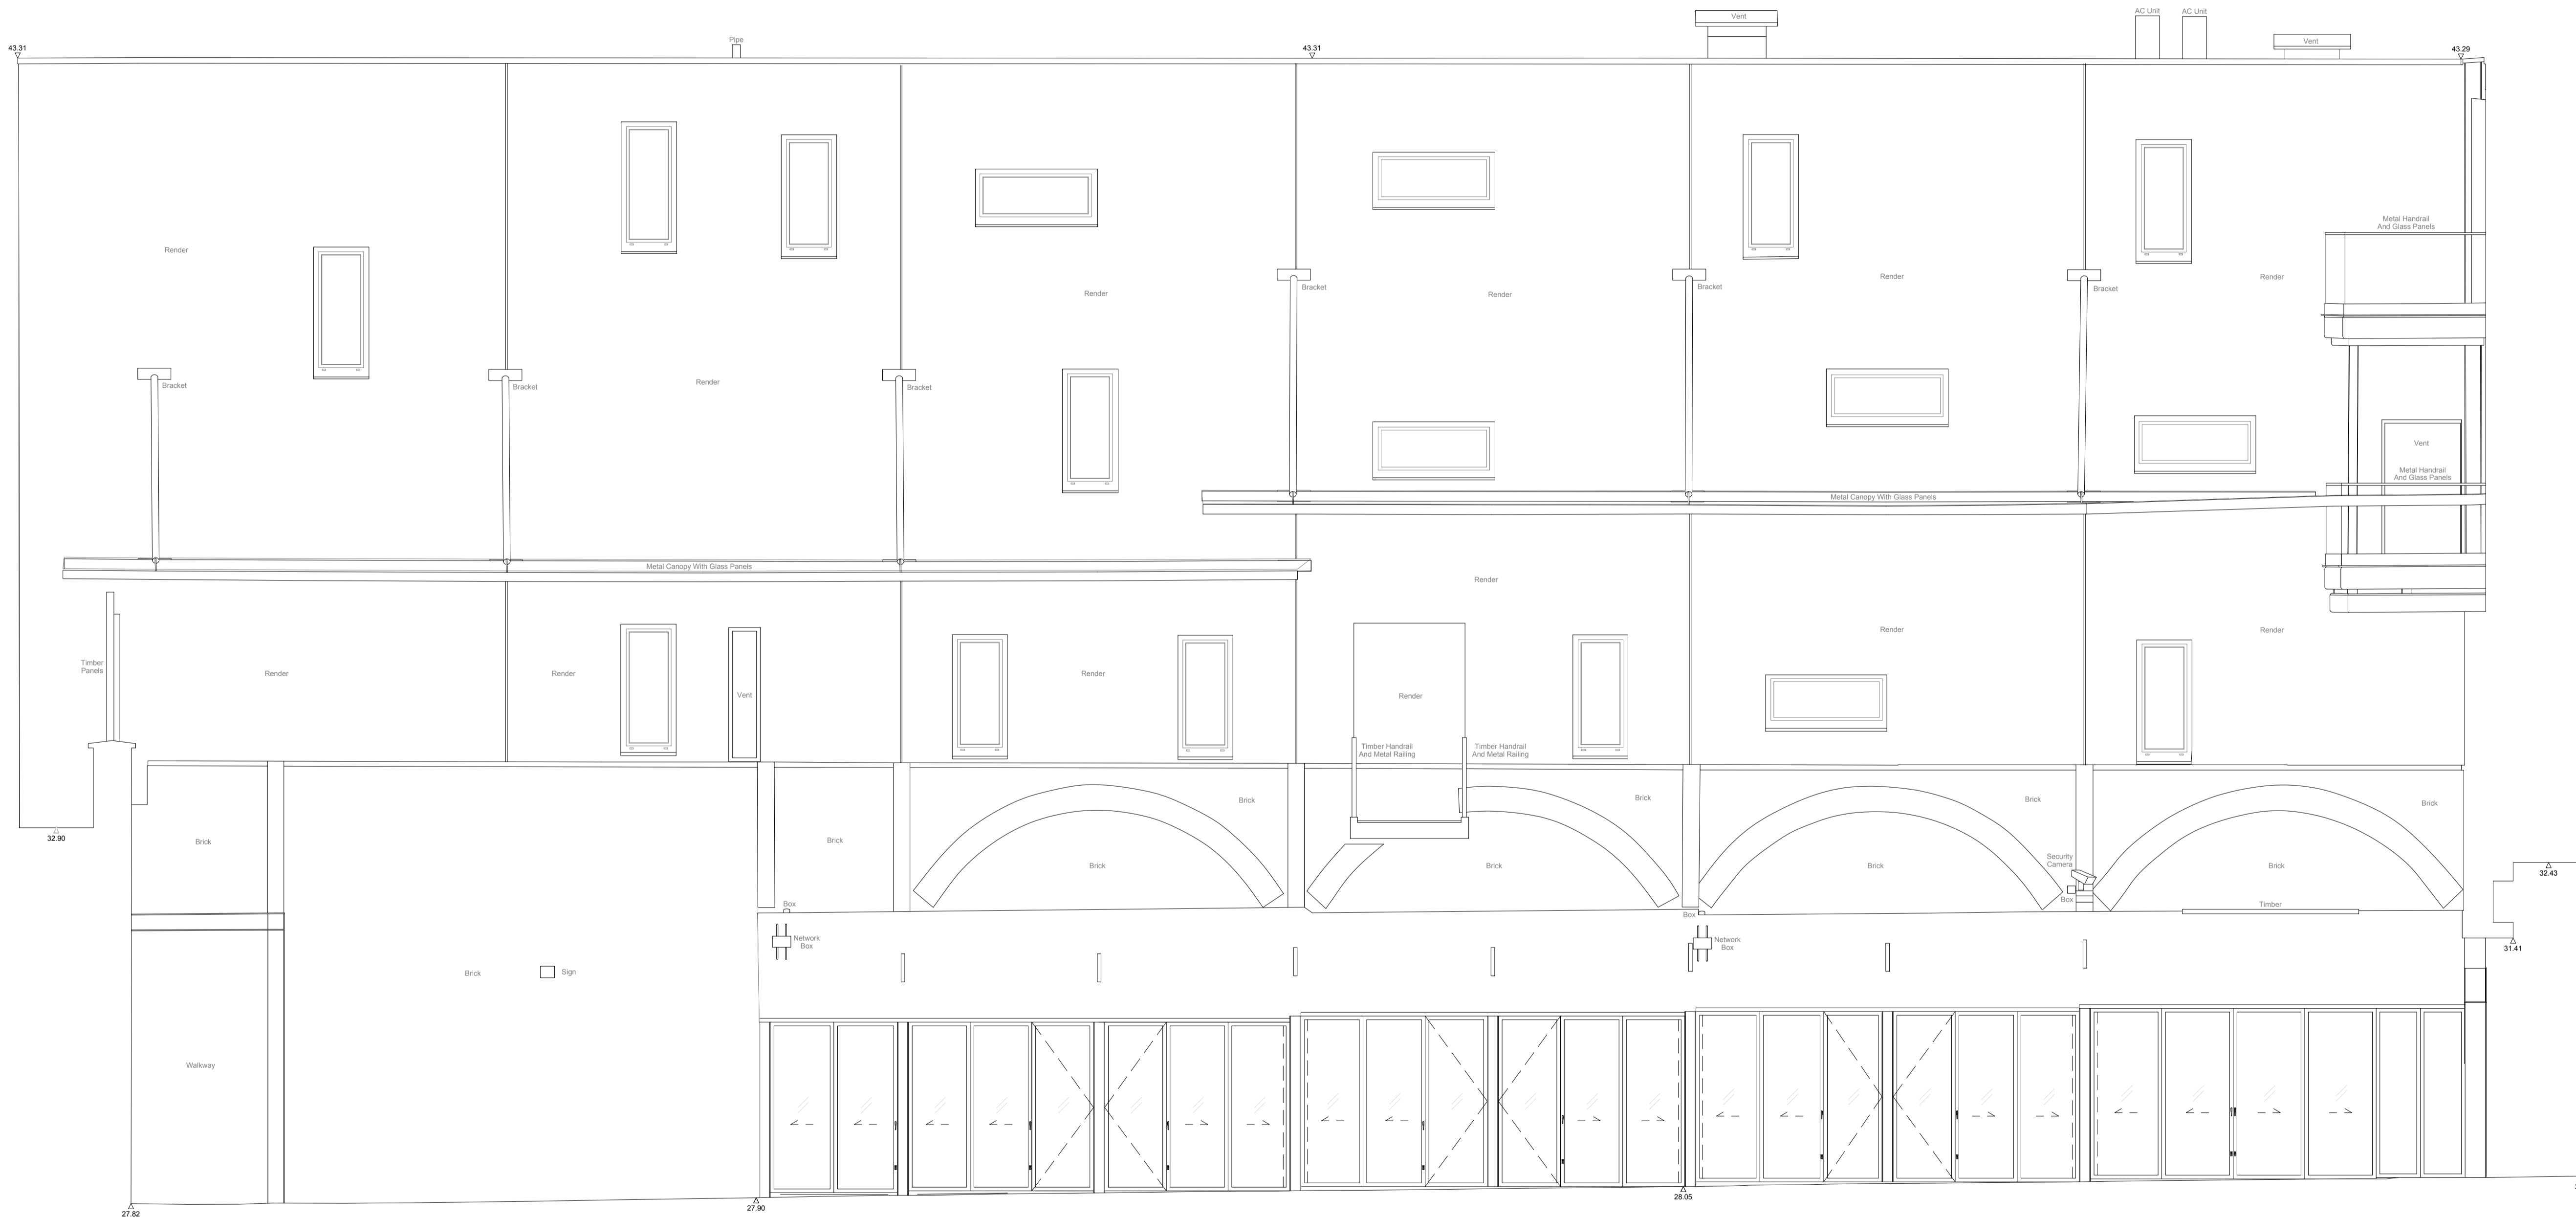 AC Unit
AC Unit
Vent
Pipe
Vent
43.31
43.31
43.29
Metal Handrail
And Glass Panels
Render
Render
Render
Render
Render
Render
Bracket
Bracket
Bracket
Render
Bracket
Bracket
Bracket
Vent
Metal Handrail
And Glass Panels
Metal Canopy With Glass Panels
Metal Canopy With Glass Panels
Render
Render
Render
Timber
Panels
Render
Render
Render
Vent
Render
Timber Handrail
And Metal Railing
Timber Handrail
And Metal Railing
Brick
Brick
Brick
Brick
32.90
Brick
Brick
Brick
Brick
Brick
Security
Camera
Brick
32.43
Box
Box
Timber
Box
Network
Box
Network
Box
31.41
Brick
Sign
Walkway
28.05
27.90
27.82